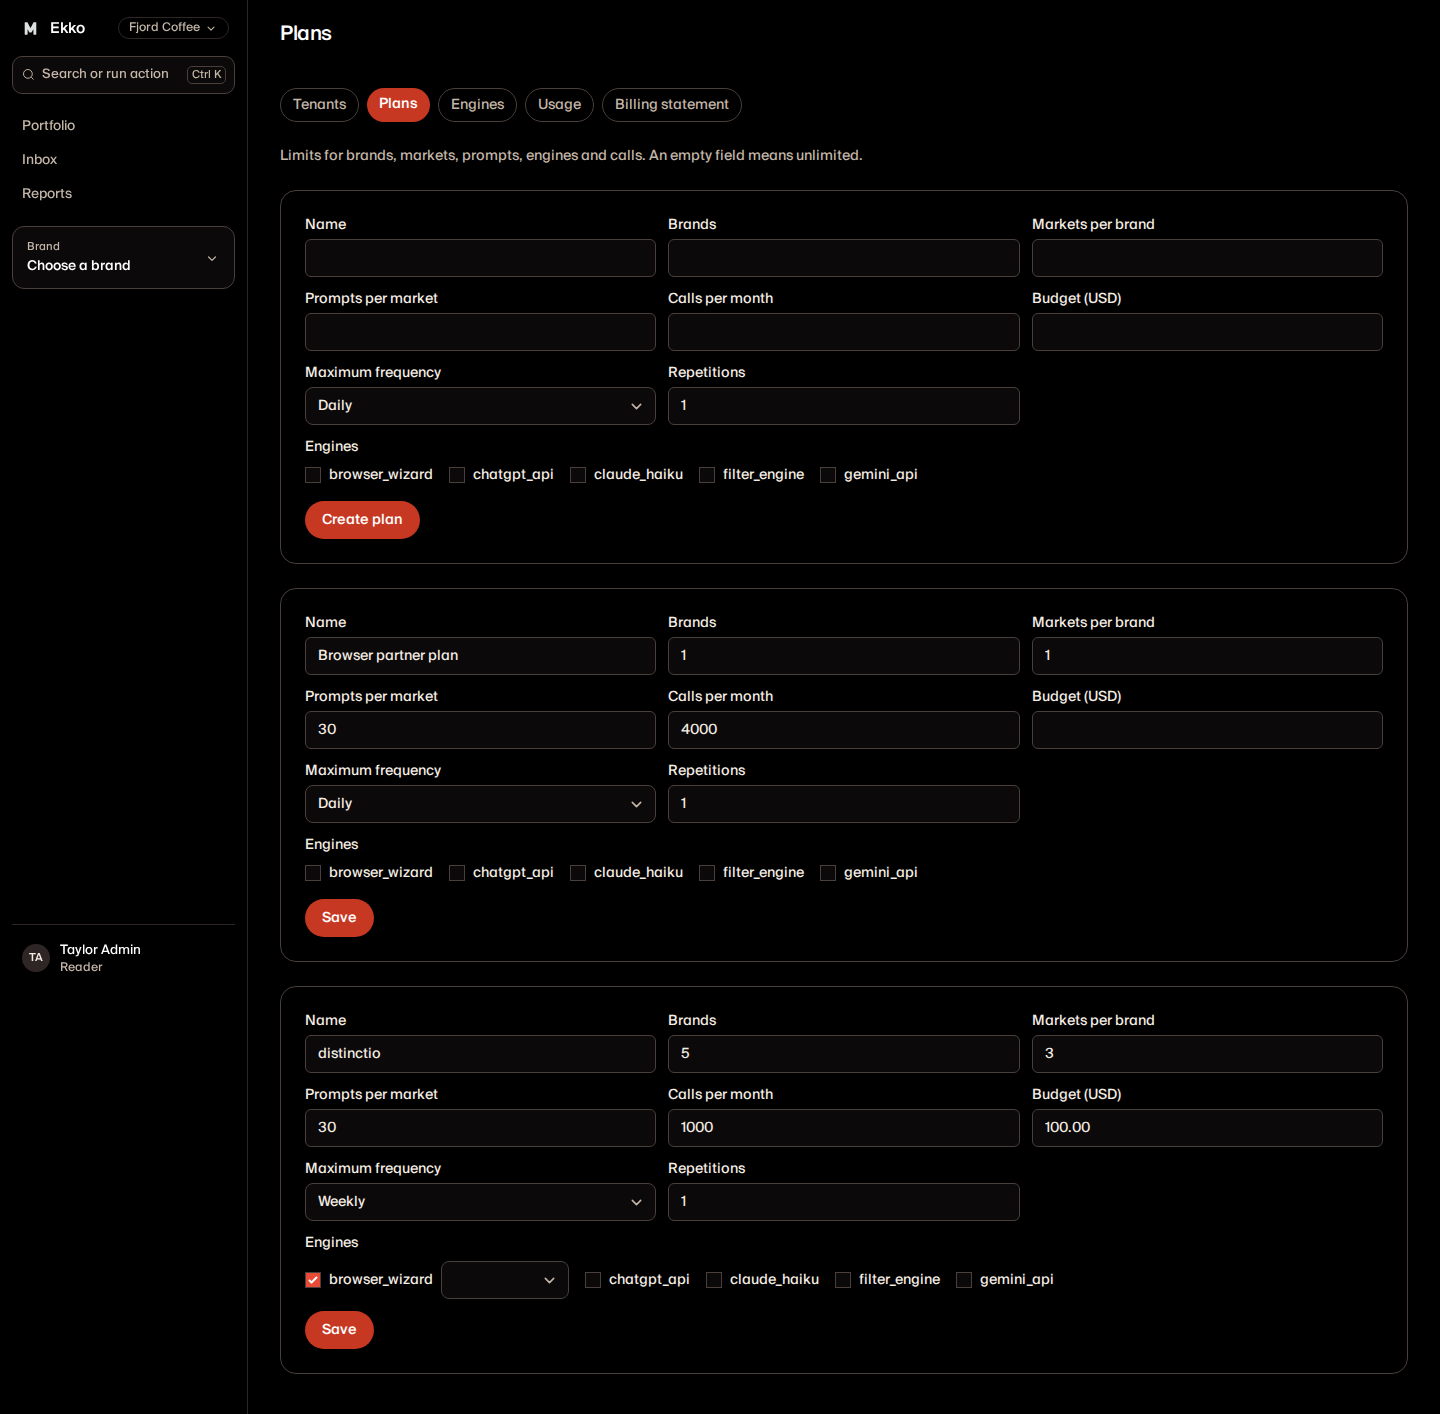 Ekko
Fjord Coffee
Search or run action Ctrl K
Portfolio
Inbox
Reports
Brand
Choose a brand
Taylor Admin
TA
Reader
Plans
Tenants Plans Engines Usage Billing statement
Limits for brands, markets, prompts, engines and calls. An empty field means unlimited.
Name Brands Markets per brand
Prompts per market Calls per month Budget (USD)
Maximum frequency Repetitions
Daily 1
Engines
browser_wizard chatgpt_api claude_haiku filter_engine gemini_api
Create plan
Name Brands Markets per brand
Browser partner plan 1 1
Prompts per market Calls per month Budget (USD)
30 4000
Maximum frequency Repetitions
Daily 1
Engines
browser_wizard chatgpt_api claude_haiku filter_engine gemini_api
Save
Name Brands Markets per brand
distinctio 5 3
Prompts per market Calls per month Budget (USD)
30 1000 100.00
Maximum frequency Repetitions
Weekly 1
Engines
browser_wizard chatgpt_api claude_haiku filter_engine gemini_api
Save